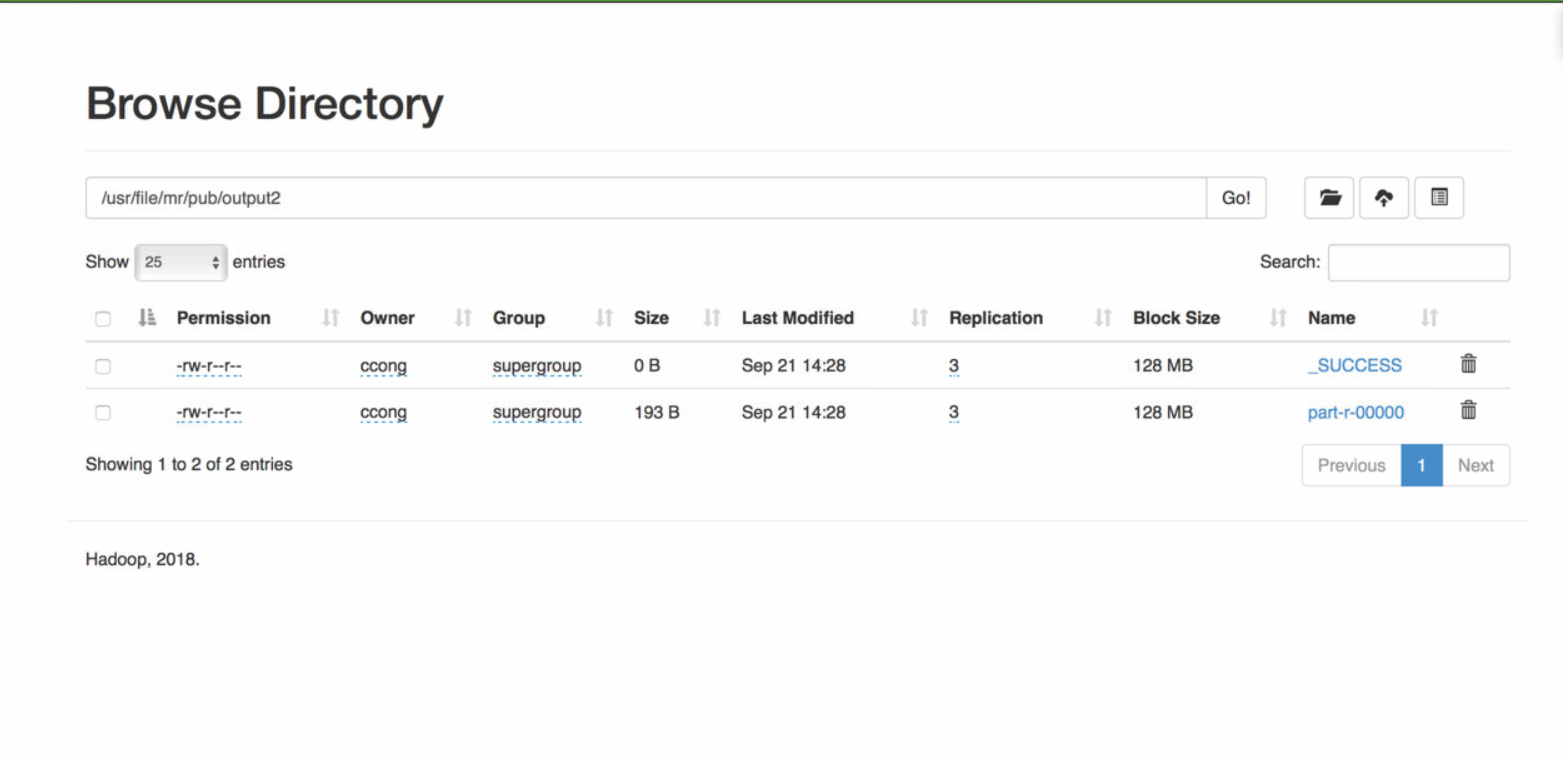 Browse Directory
/usr/file/mr/pub/output2 Go!
Show 25 entries Search:
Permission Owner Group Size Last Modified Replication Block Size Name
-rw-r--r-- ccong supergroup 0 B Sep 21 14:28 3 128 MB _SUCCESS
-rw-r--r-- ccong supergroup 193 B Sep 21 14:28 3 128 MB part-r-00000
Showing 1 to 2 of 2 entries Previous 1 Next
Hadoop, 2018.